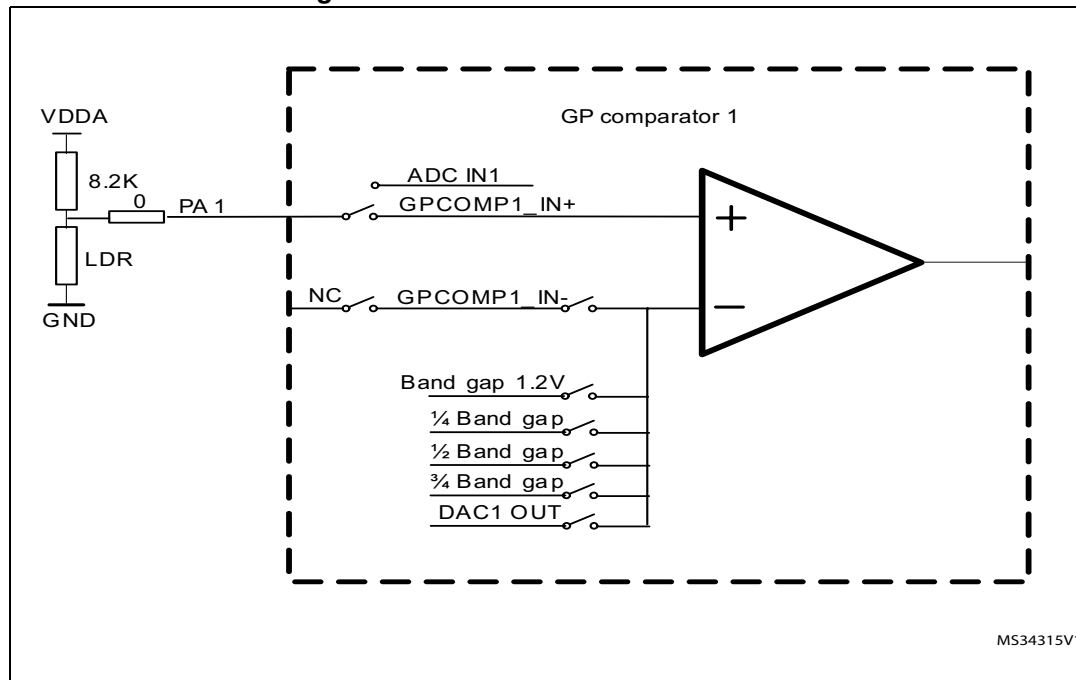 VDDA
GP comparator 1
8.2K
0
PA 1
ADC IN1
GPCOMP1_IN+
+
LDR
NC
GPCOMP1_IN-
−
GND
Band gap 1.2V
¼ Band gap
½ Band gap
¾ Band gap
DAC1 OUT